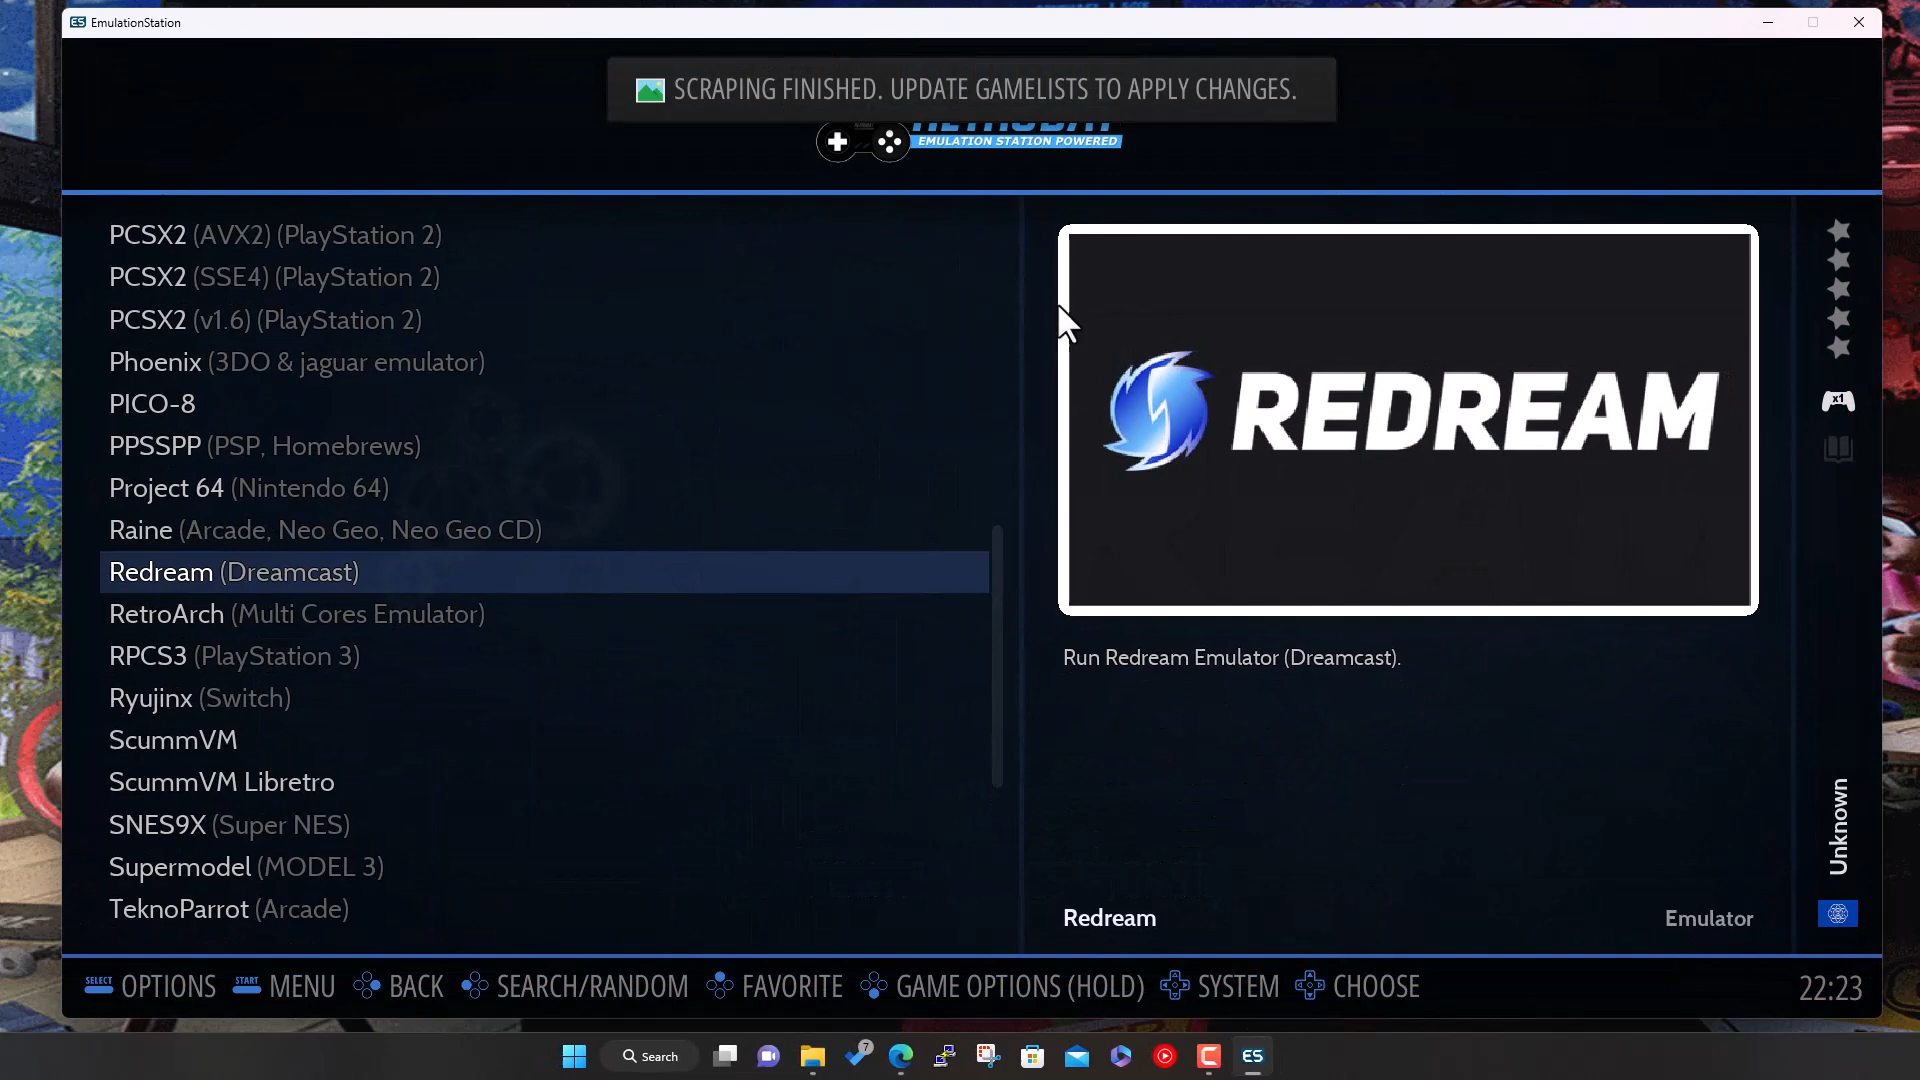 ES EmulationStation
SCRAPING FINISHED. UPDATE GAMELISTS TO APPLY CHANGES.
EMULATION STATION POWERED
PCSX2 (AVX2) (PlayStation 2)
PCSX2 (SSE4) (PlayStation 2)
PCSX2 (v1.6) (PlayStation 2)
Phoenix (3DO & jaguar emulator)
PICO-8
PPSSPP (PSP, Homebrews)
Project 64 (Nintendo 64)
Raine (Arcade, Neo Geo, Neo Geo CD)
Redream (Dreamcast)
RetroArch (Multi Cores Emulator)
RPCS3 (PlayStation 3)
Ryujinx (Switch)
ScummVM
ScummVM Libretro
SNES9X (Super NES)
Supermodel (MODEL 3)
TeknoParrot (Arcade)
REDREAM
Run Redream Emulator (Dreamcast).
Redream Emulator
x1
Unknown
SELECT OPTIONS START MENU BACK SEARCH/RANDOM FAVORITE GAME OPTIONS (HOLD) SYSTEM CHOOSE 22:23
Search 7 ES